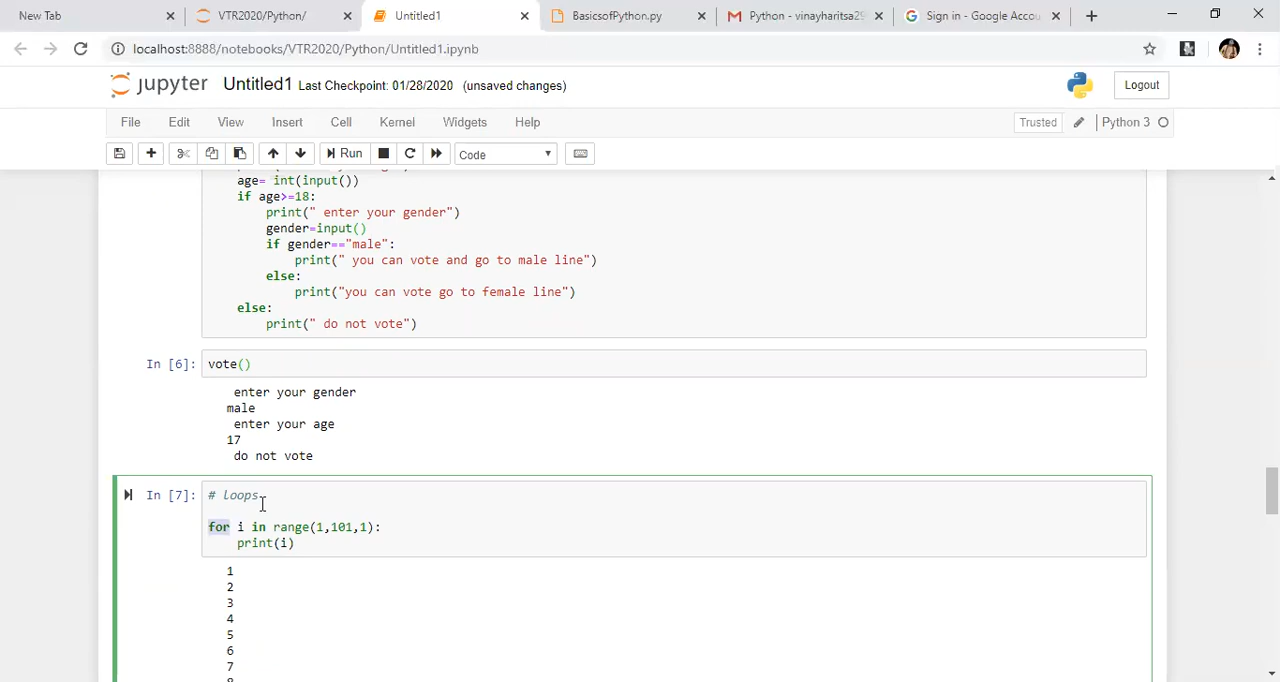 New Tab
VTR2020/Python/
Untitled1
BasicsofPython.py
Python - vinayharitsa29
Sign in - Google Accou
localhost:8888/notebooks/VTR2020/Python/Untitled1.ipynb
jupyter Untitled1 Last Checkpoint: 01/28/2020 (unsaved changes)
Logout
File Edit View Insert Cell Kernel Widgets Help
Trusted Python 3
Run Code
age= int(input())
if age>=18:
print(" enter your gender")
gender=input()
if gender=="male":
print(" you can vote and go to male line")
else:
print("you can vote go to female line")
else:
print(" do not vote")
In [6]: vote()
enter your gender
male
enter your age
17
do not vote
In [7]: # loops
for i in range(1,101,1):
print(i)
1
2
3
4
5
6
7